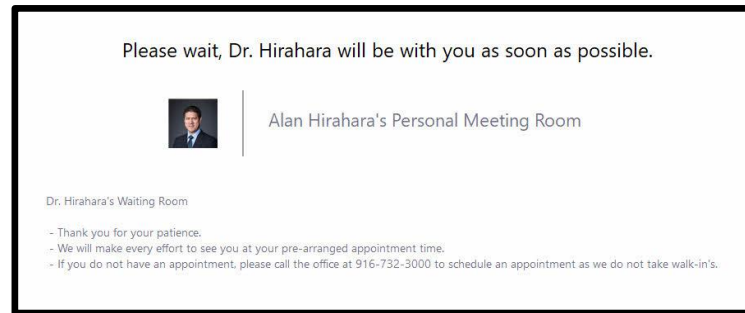 Please wait, Dr. Hirahara will be with you as soon as possible.
Alan Hirahara's Personal Meeting Room
Dr. Hirahara's Waiting Room
- Thank you for your patience.
- We will make every effort to see you at your pre-arranged appointment time.
- If you do not have an appointment, please call the office at 916-732-3000 to schedule an appointment as we do not take walk-in's.